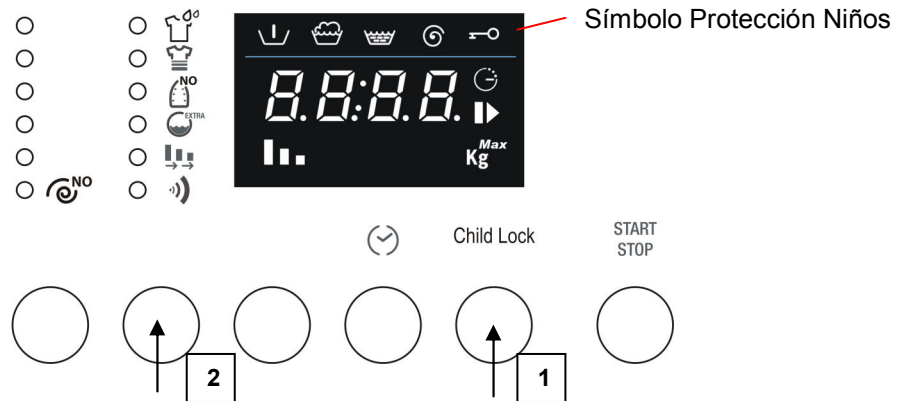 Símbolo Protección Niños
NO
EXTRA
NO
8.8:8.8.
Max
Kg
Child Lock
START
STOP
2
1